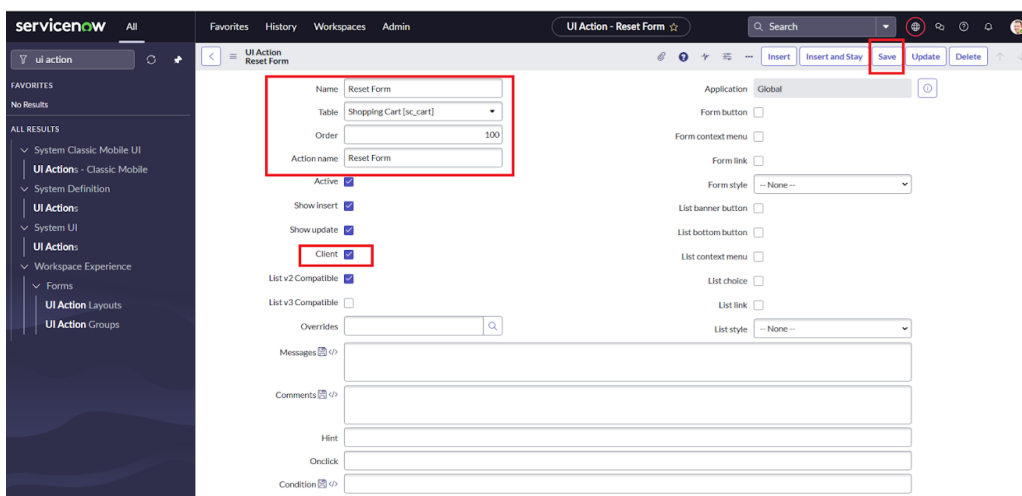 servicenow All Favorites History Workspaces Admin UI Action - Reset Form Search
ui action
UI Action
Reset Form
Insert Insert and Stay Save Update Delete
FAVORITES
No Results
ALL RESULTS
System Classic Mobile UI
UI Actions - Classic Mobile
System Definition
UI Actions
System UI
UI Actions
Workspace Experience
Forms
UI Action Layouts
UI Action Groups
Name Reset Form
Table Shopping Cart [sc_cart]
Order 100
Action name Reset Form
Active
Show insert
Show update
Client
List v2 Compatible
List v3 Compatible
Overrides
Application Global
Form button
Form context menu
Form link
Form style -- None --
List banner button
List bottom button
List context menu
List choice
List link
List style -- None --
Messages
Comments
Hint
Onclick
Condition